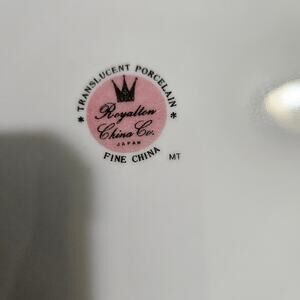 * TRANSLUCENT PORCELAIN *
Royalton
China Co.
JAPAN
FINE CHINA
MT